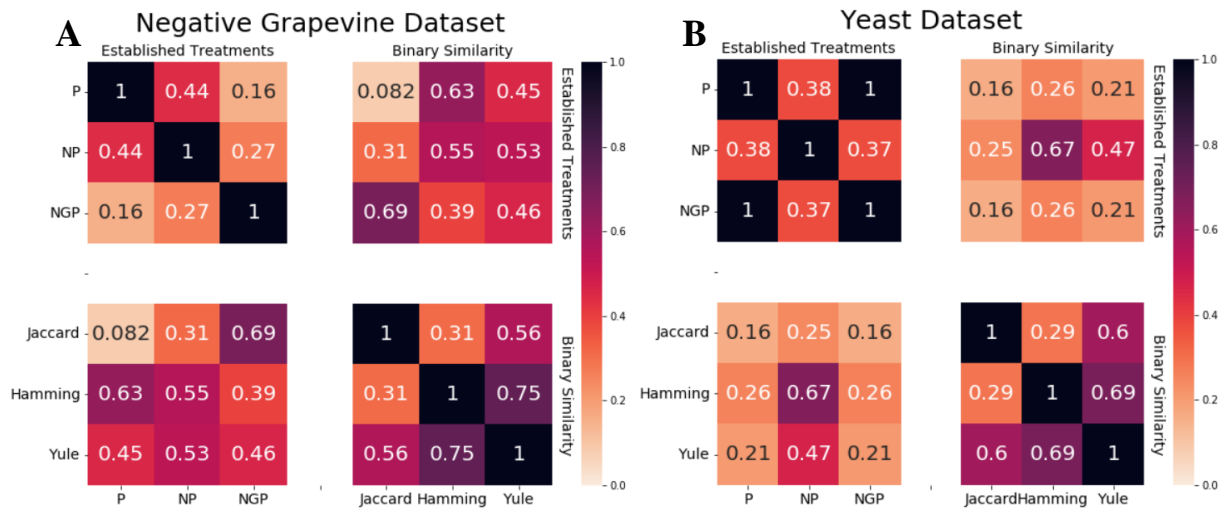 A
Negative Grapevine Dataset
Established Treatments
Binary Similarity
P
1 0.44 0.16
0.082 0.63 0.45
NP
0.44 1 0.27
0.31 0.55 0.53
NGP
0.16 0.27 1
0.69 0.39 0.46
Established Treatments
Jaccard
0.082 0.31 0.69
1 0.31 0.56
Hamming
0.63 0.55 0.39
0.31 1 0.75
Yule
0.45 0.53 0.46
0.56 0.75 1
Binary Similarity
P NP NGP
Jaccard Hamming Yule
1.0
0.8
0.6
0.4
0.2
0.0
B
Yeast Dataset
Established Treatments
Binary Similarity
P
1 0.38 1
0.16 0.26 0.21
NP
0.38 1 0.37
0.25 0.67 0.47
NGP
1 0.37 1
0.16 0.26 0.21
Established Treatments
Jaccard
0.16 0.25 0.16
1 0.29 0.6
Hamming
0.26 0.67 0.26
0.29 1 0.69
Yule
0.21 0.47 0.21
0.6 0.69 1
Binary Similarity
P NP NGP
Jaccard Hamming Yule
1.0
0.8
0.6
0.4
0.2
0.0